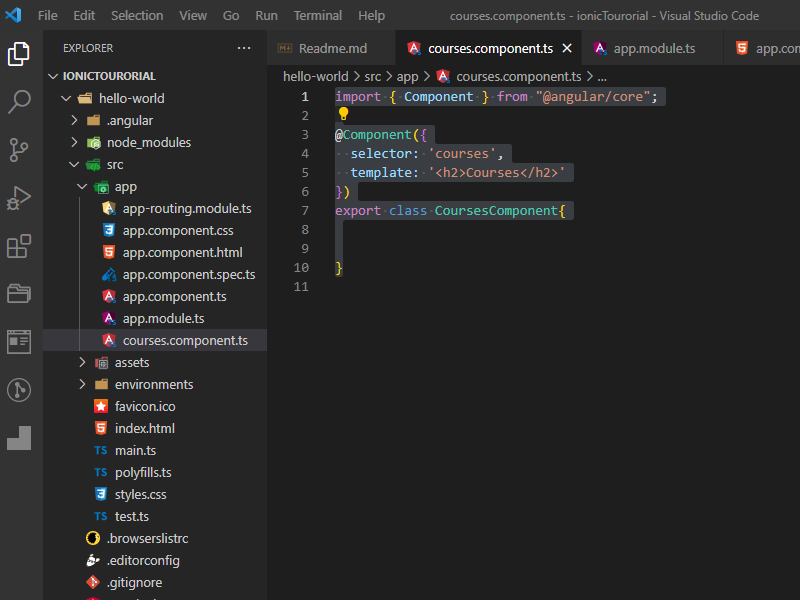 File Edit Selection View Go Run Terminal Help courses.component.ts - ionicTourorial - Visual Studio Code
EXPLORER ···
IONICTOURORIAL
hello-world
.angular
node_modules
src
app
app-routing.module.ts
app.component.css
app.component.html
app.component.spec.ts
app.component.ts
app.module.ts
courses.component.ts
assets
environments
favicon.ico
index.html
TS main.ts
TS polyfills.ts
styles.css
TS test.ts
.browserslistrc
.editorconfig
.gitignore
Readme.md courses.component.ts × app.module.ts app.con
hello-world > src > app > courses.component.ts > ...
1 import { Component } from "@angular/core";
2
3 @Component({
4 selector: 'courses',
5 template: '<h2>Courses</h2>'
6 })
7 export class CoursesComponent{
8
9
10 }
11